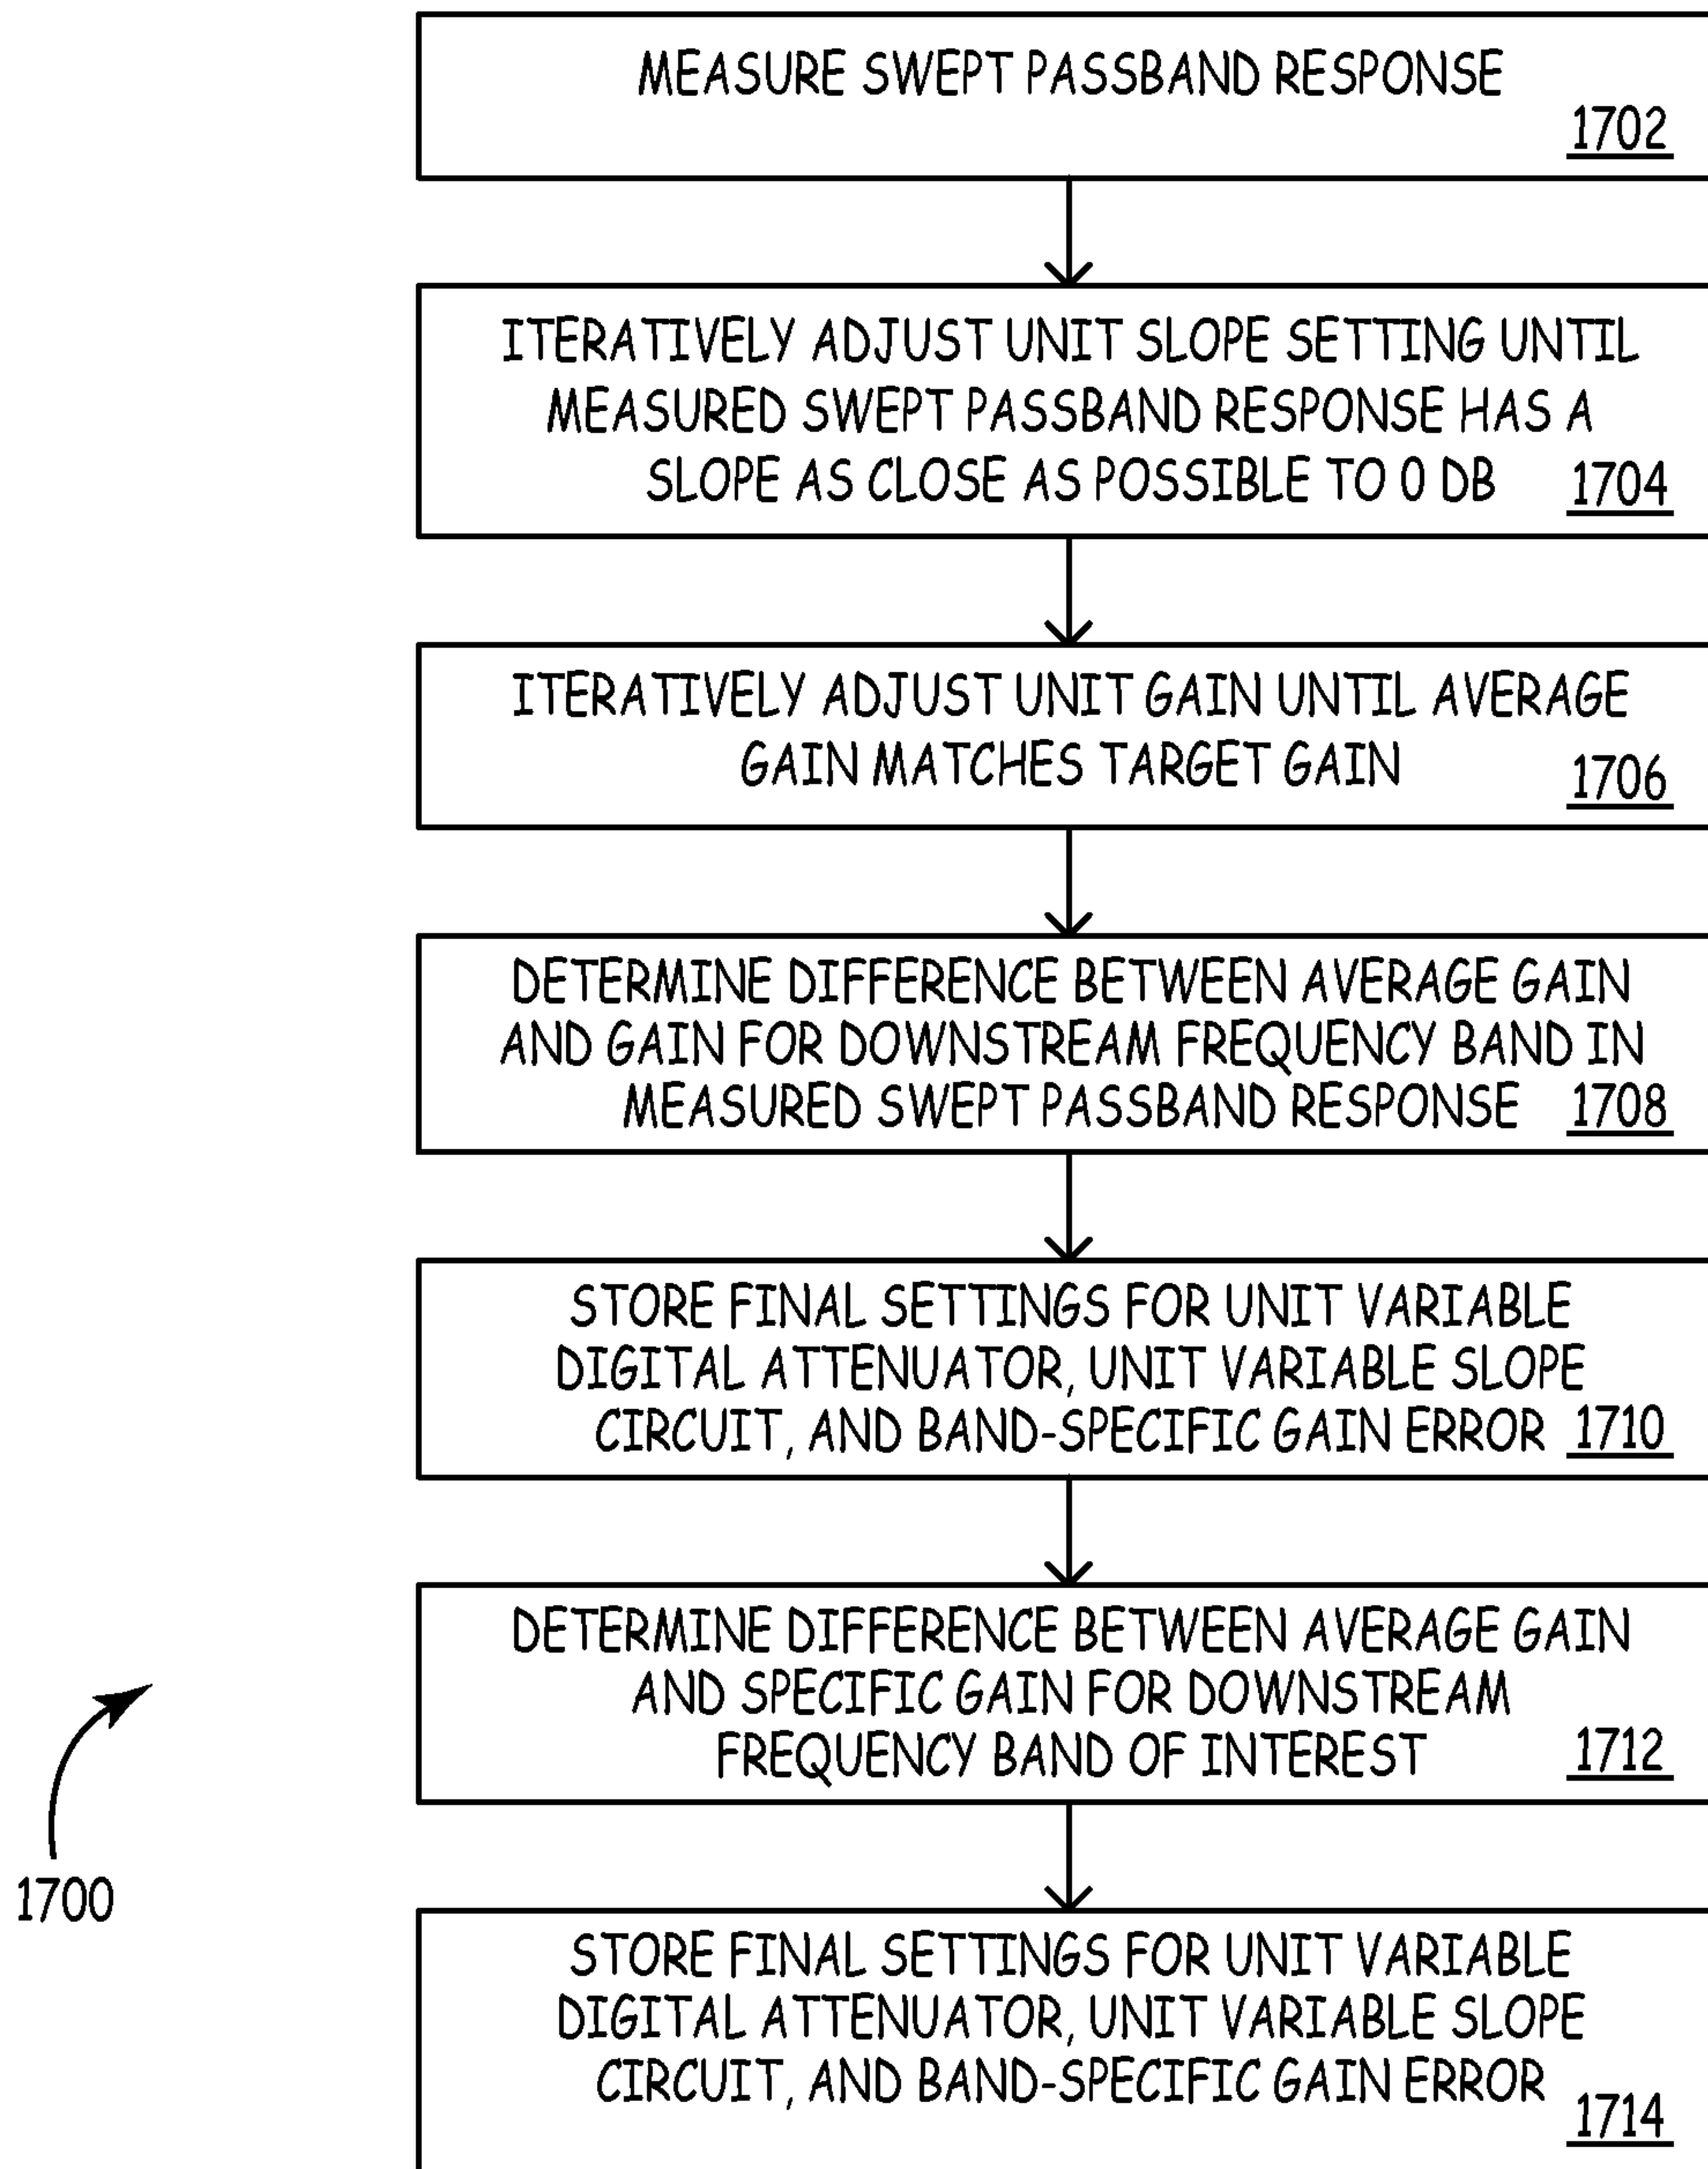 MEASURE SWEPT PASSBAND RESPONSE
1702
ITERATIVELY ADJUST UNIT SLOPE SETTING UNTIL
MEASURED SWEPT PASSBAND RESPONSE HAS A
SLOPE AS CLOSE AS POSSIBLE TO 0 DB 1704
ITERATIVELY ADJUST UNIT GAIN UNTIL AVERAGE
GAIN MATCHES TARGET GAIN 1706
DETERMINE DIFFERENCE BETWEEN AVERAGE GAIN
AND GAIN FOR DOWNSTREAM FREQUENCY BAND IN
MEASURED SWEPT PASSBAND RESPONSE 1708
STORE FINAL SETTINGS FOR UNIT VARIABLE
DIGITAL ATTENUATOR, UNIT VARIABLE SLOPE
CIRCUIT, AND BAND-SPECIFIC GAIN ERROR 1710
DETERMINE DIFFERENCE BETWEEN AVERAGE GAIN
AND SPECIFIC GAIN FOR DOWNSTREAM
FREQUENCY BAND OF INTEREST 1712
1700
STORE FINAL SETTINGS FOR UNIT VARIABLE
DIGITAL ATTENUATOR, UNIT VARIABLE SLOPE
CIRCUIT, AND BAND-SPECIFIC GAIN ERROR
1714